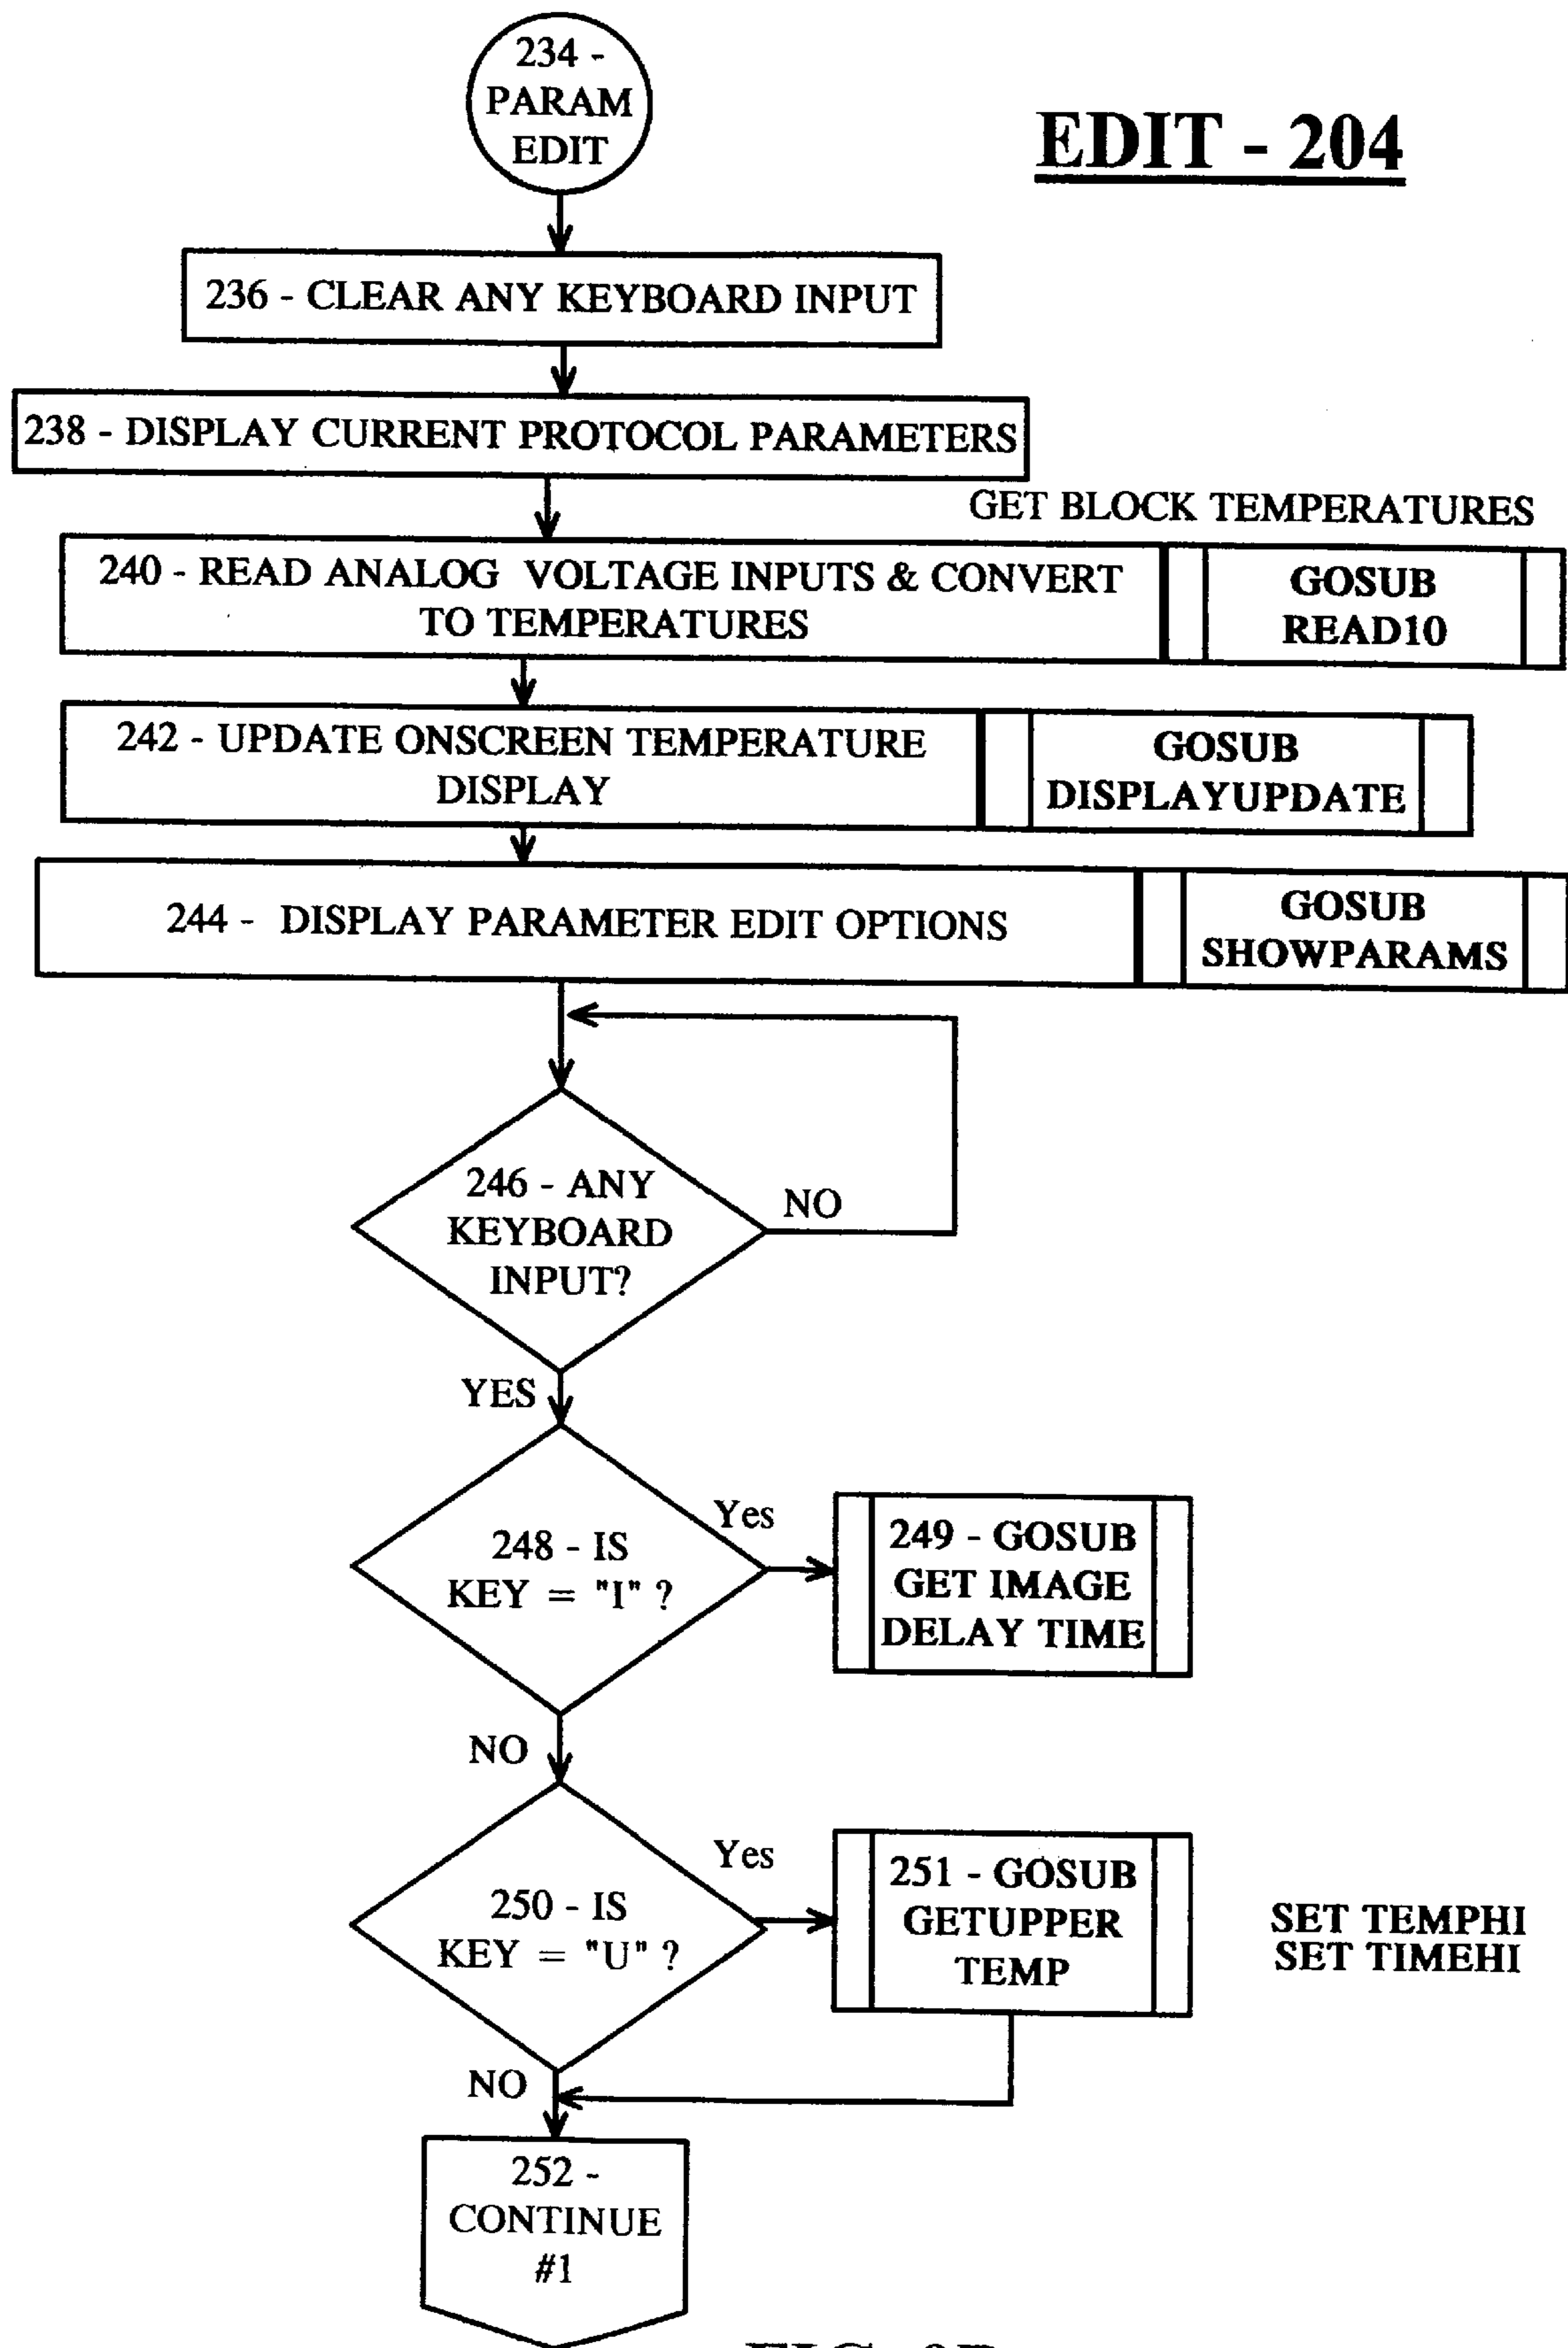 234 -
PARAM
EDIT
EDIT - 204
236 - CLEAR ANY KEYBOARD INPUT
238 - DISPLAY CURRENT PROTOCOL PARAMETERS
GET BLOCK TEMPERATURES
240 - READ ANALOG VOLTAGE INPUTS & CONVERT
TO TEMPERATURES
GOSUB
READ10
242 - UPDATE ONSCREEN TEMPERATURE
DISPLAY
GOSUB
DISPLAYUPDATE
244 - DISPLAY PARAMETER EDIT OPTIONS
GOSUB
SHOWPARAMS
246 - ANY
KEYBOARD
INPUT?
NO
YES
248 - IS
KEY = "I" ?
Yes
249 - GOSUB
GET IMAGE
DELAY TIME
NO
250 - IS
KEY = "U" ?
Yes
251 - GOSUB
GETUPPER
TEMP
SET TEMPHI
SET TIMEHI
NO
252 -
CONTINUE
#1